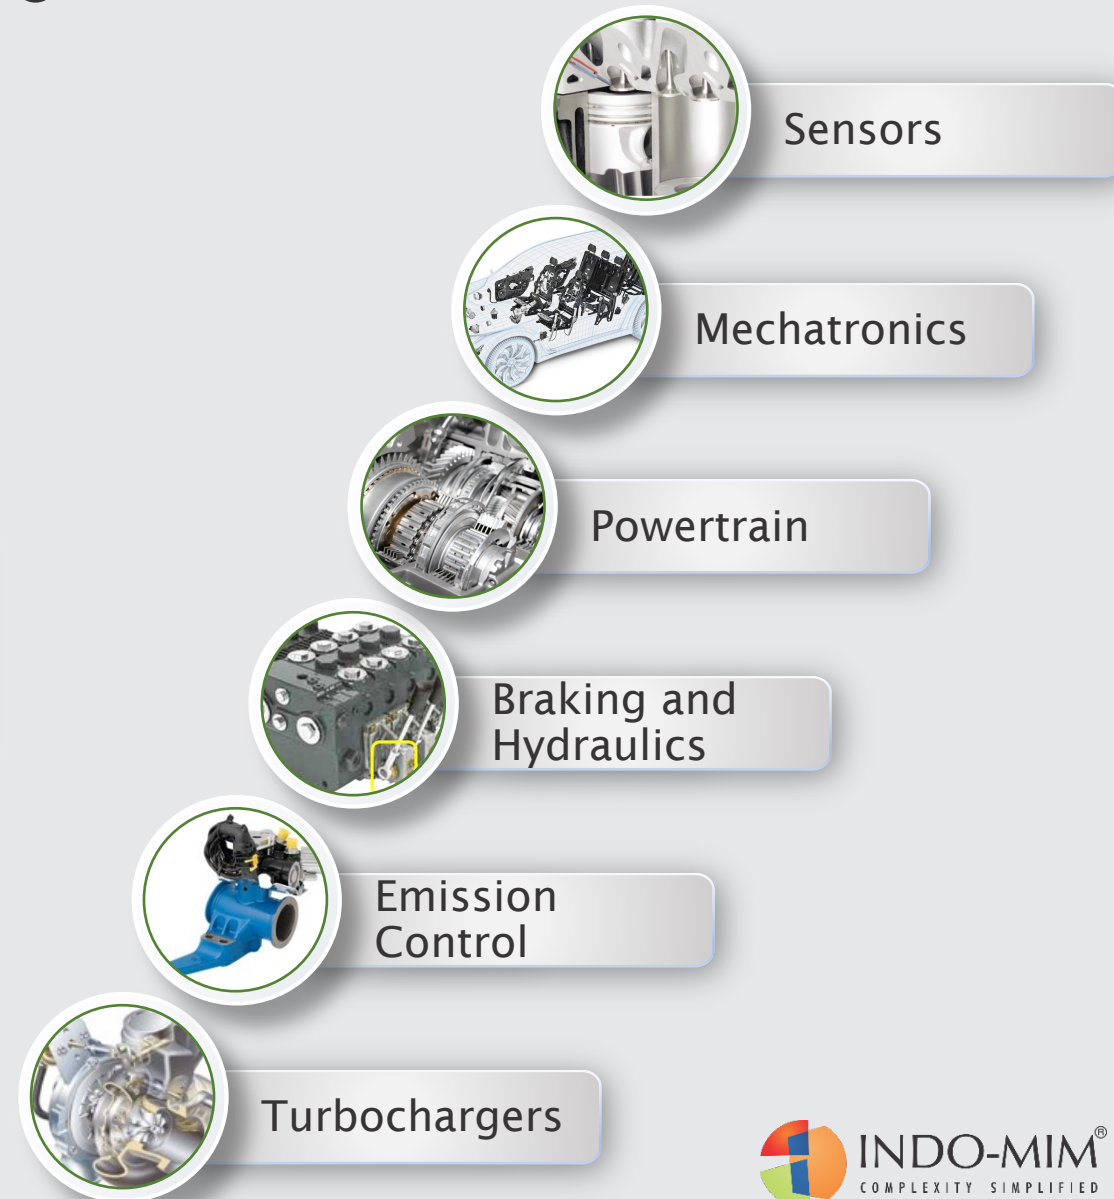 Sensors
Mechatronics
Powertrain
Braking and
Hydraulics
Emission
Control
Turbochargers
INDO-MIM®
COMPLEXITY SIMPLIFIED